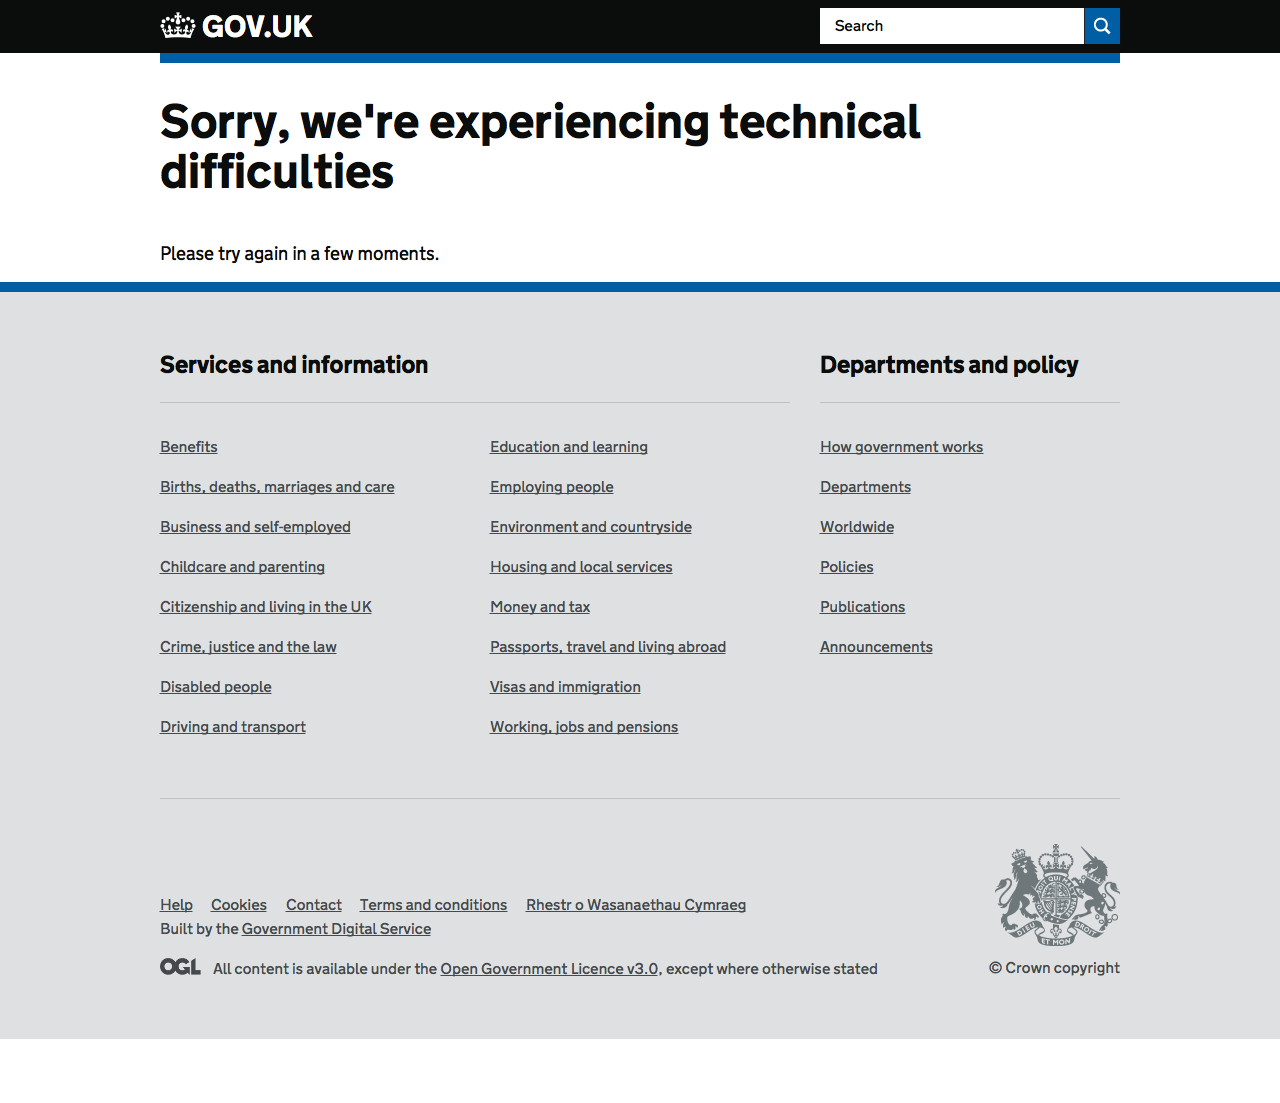 GOV.UK
Search
Sorry, we're experiencing technical
difficulties
Please try again in a few moments.
Services and information
Departments and policy
Benefits
Births, deaths, marriages and care
Business and self-employed
Childcare and parenting
Citizenship and living in the UK
Crime, justice and the law
Disabled people
Driving and transport
Education and learning
Employing people
Environment and countryside
Housing and local services
Money and tax
Passports, travel and living abroad
Visas and immigration
Working, jobs and pensions
How government works
Departments
Worldwide
Policies
Publications
Announcements
Help Cookies Contact Terms and conditions Rhestr o Wasanaethau Cymraeg
Built by the Government Digital Service
OGL All content is available under the Open Government Licence v3.0, except where otherwise stated
DIEU ET MON DROIT
© Crown copyright